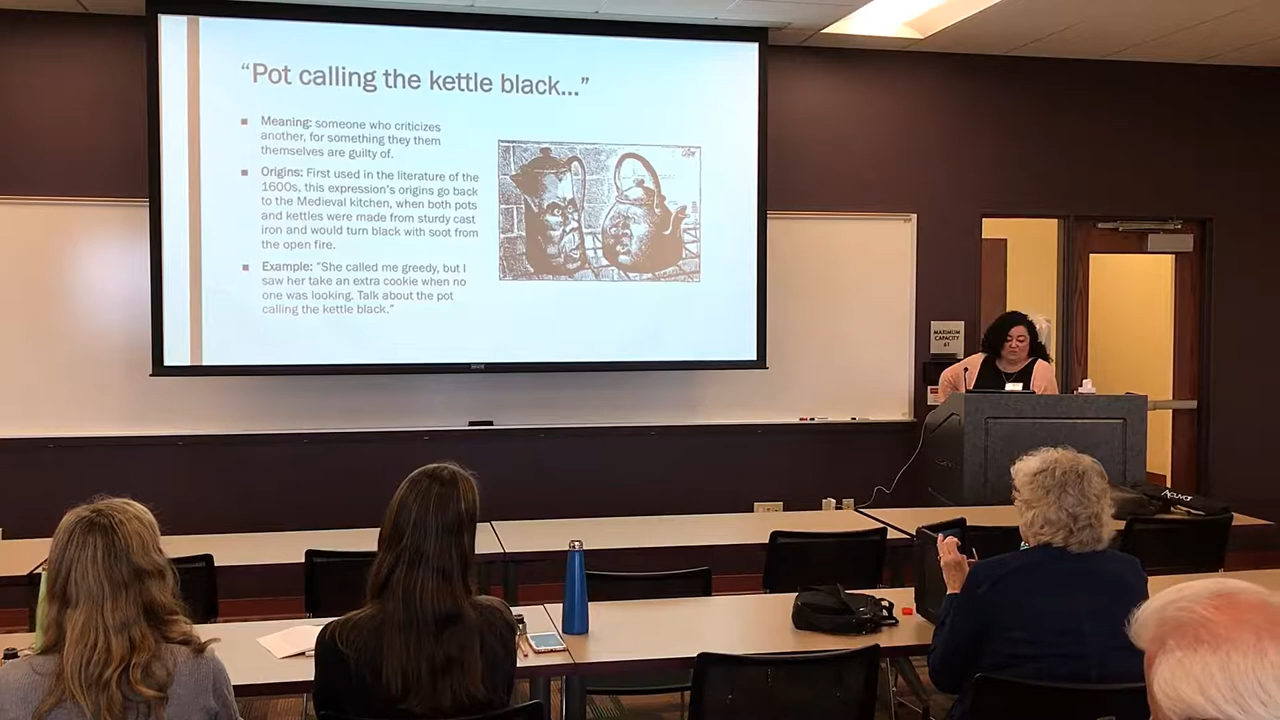 “Pot calling the kettle black...”
■ Meaning: someone who criticizes
another, for something they them
themselves are guilty of.
■ Origins: First used in the literature of the
1600s, this expression's origins go back
to the Medieval kitchen, when both pots
and kettles were made from sturdy cast
iron and would turn black with soot from
the open fire.
■ Example: “She called me greedy, but I
saw her take an extra cookie when no
one was looking. Talk about the pot
calling the kettle black.”
MAXIMUM
CAPACITY
61